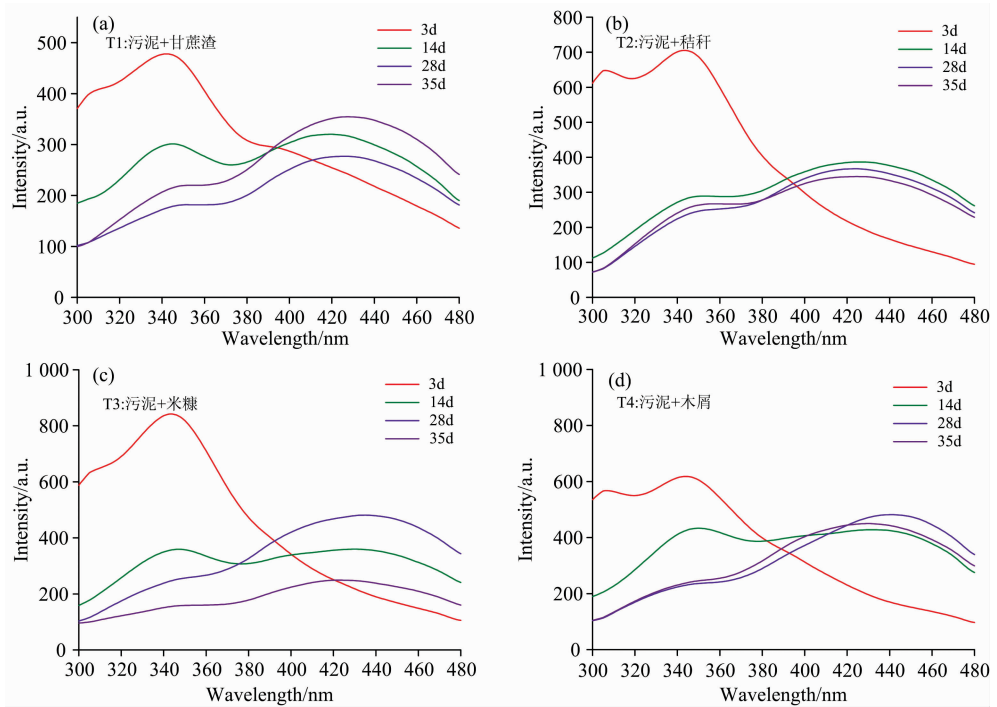 (a)
T1:污泥+甘蔗渣
3d
14d
28d
35d
500
400
300
200
100
0
Intensity/a.u.
300 320 340 360 380 400 420 440 460 480
Wavelength/nm
(b)
T2:污泥+秸秆
3d
14d
28d
35d
800
700
600
500
400
300
200
100
0
Intensity/a.u.
300 320 340 360 380 400 420 440 460 480
Wavelength/nm
(c)
T3:污泥+米糠
3d
14d
28d
35d
1 000
800
600
400
200
0
Intensity/a.u.
300 320 340 360 380 400 420 440 460 480
Wavelength/nm
(d)
T4:污泥+木屑
3d
14d
28d
35d
1 000
800
600
400
200
0
Intensity/a.u.
300 320 340 360 380 400 420 440 460 480
Wavelength/nm